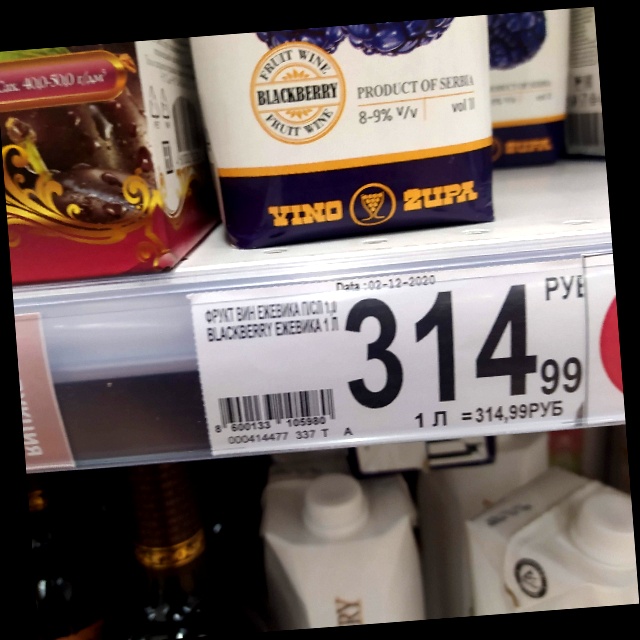 FRUIT WINE
BLACKBERRY
FRUIT WINE
PRODUCT OF SERBIA
8-9% V/v
vol 1l
VINO ŽUPA
Data :02-12-2020
ФРУКТ ВИН ЕЖЕВИКА П/СЛ 1Л
BLACKBERRY ЕЖЕВИКА 1 Л
314 99
РУБ
1 Л =314,99РУБ
8 600133 105980
000414477 337 T A